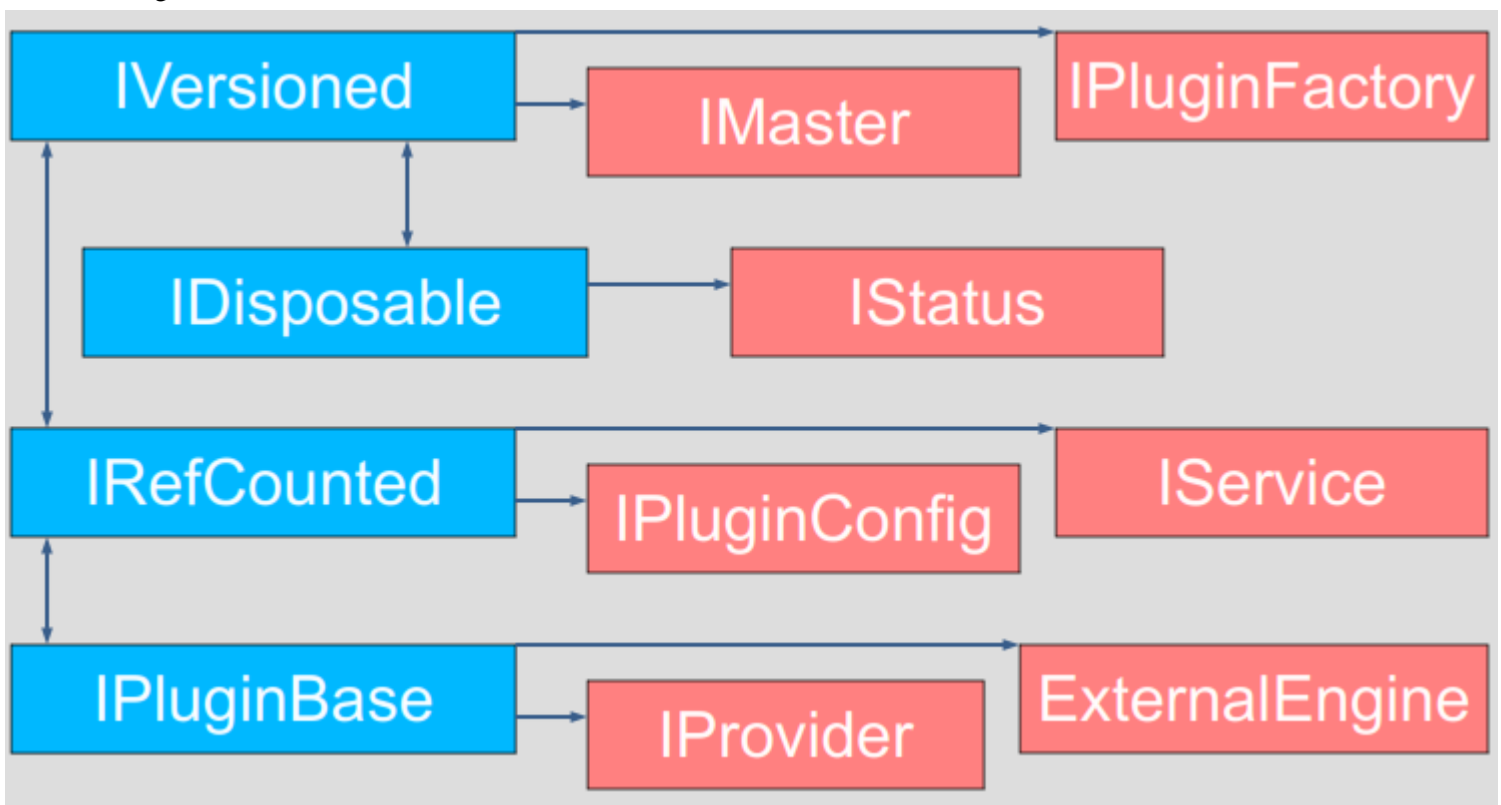 IVersioned
IMaster
IPluginFactory
IDisposable
IStatus
IRefCounted
IPluginConfig
IService
IPluginBase
IProvider
ExternalEngine